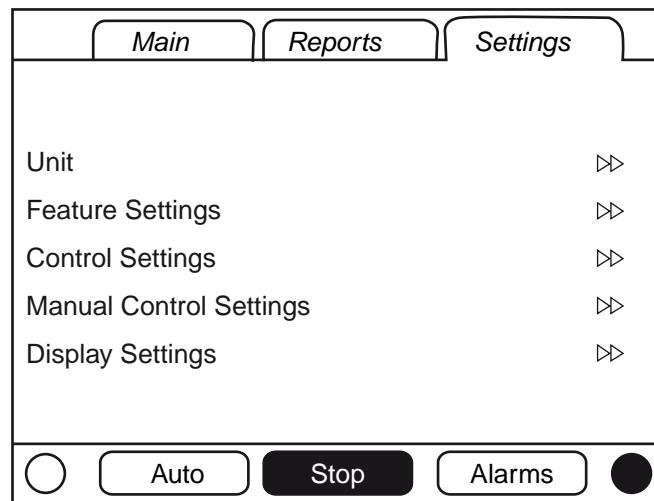 Main Reports Settings
Unit
Feature Settings
Control Settings
Manual Control Settings
Display Settings
Auto Stop Alarms